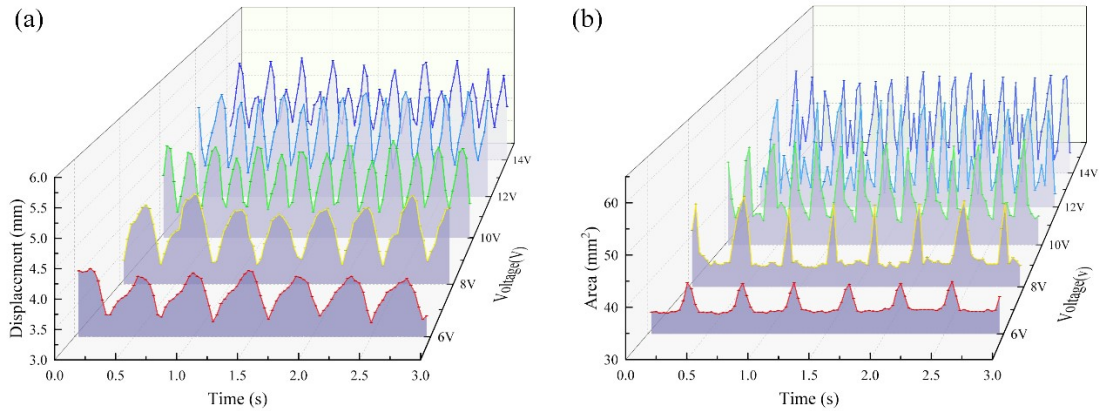 (a)
Displacement (mm)
6.0
5.5
5.0
4.5
4.0
3.5
3.0
0.0
0.5
1.0
1.5
2.0
2.5
3.0
Time (s)
6V
8V
10V
12V
14V
Voltage(V)
(b)
Area (mm²)
60
50
40
30
0.0
0.5
1.0
1.5
2.0
2.5
3.0
Time (s)
6V
8V
10V
12V
14V
Voltage(v)